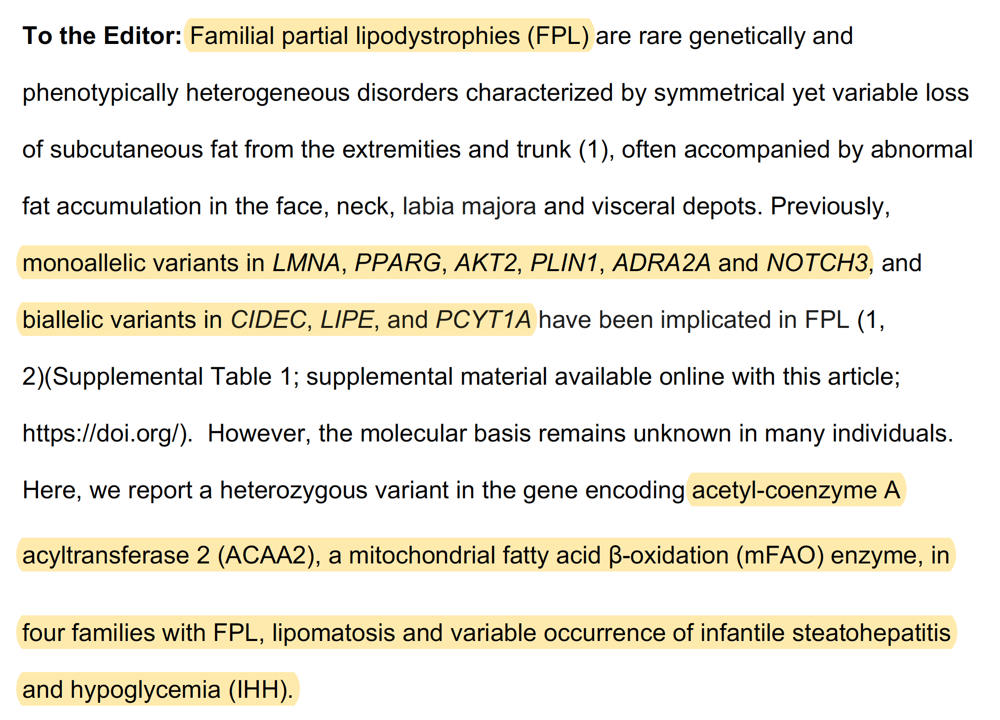 To the Editor: Familial partial lipodystrophies (FPL) are rare genetically and
phenotypically heterogeneous disorders characterized by symmetrical yet variable loss
of subcutaneous fat from the extremities and trunk (1), often accompanied by abnormal
fat accumulation in the face, neck, labia majora and visceral depots. Previously,
monoallelic variants in LMNA, PPARG, AKT2, PLIN1, ADRA2A and NOTCH3, and
biallelic variants in CIDEC, LIPE, and PCYT1A have been implicated in FPL (1,
2)(Supplemental Table 1; supplemental material available online with this article;
https://doi.org/).  However, the molecular basis remains unknown in many individuals.
Here, we report a heterozygous variant in the gene encoding acetyl-coenzyme A
acyltransferase 2 (ACAA2), a mitochondrial fatty acid β-oxidation (mFAO) enzyme, in
four families with FPL, lipomatosis and variable occurrence of infantile steatohepatitis
and hypoglycemia (IHH).